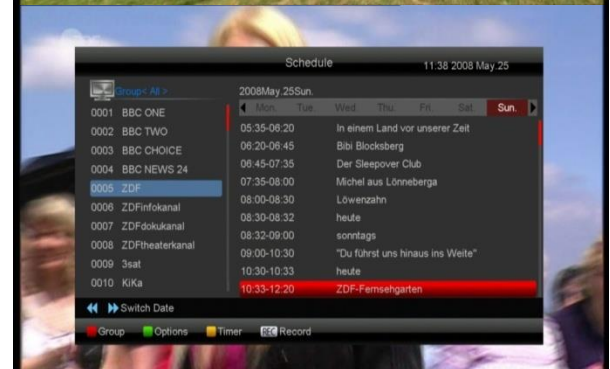 Schedule
11:38 2008 May.25
Group< All >
2008May.25Sun.
Mon. Tue. Wed. Thu. Fri. Sat. Sun.
0001 BBC ONE
0002 BBC TWO
0003 BBC CHOICE
0004 BBC NEWS 24
0005 ZDF
0006 ZDFinfokanal
0007 ZDFdokukanal
0008 ZDFtheaterkanal
0009 3sat
0010 KiKa
05:35-06:20 In einem Land vor unserer Zeit
06:20-06:45 Bibi Blocksberg
06:45-07:35 Der Sleepover Club
07:35-08:00 Michel aus Lönneberga
08:00-08:30 Löwenzahn
08:30-08:32 heute
08:32-09:00 sonntags
09:00-10:30 "Du führst uns hinaus ins Weite"
10:30-10:33 heute
10:33-12:20 ZDF-Fernsehgarten
Switch Date
Group Options Timer REC Record